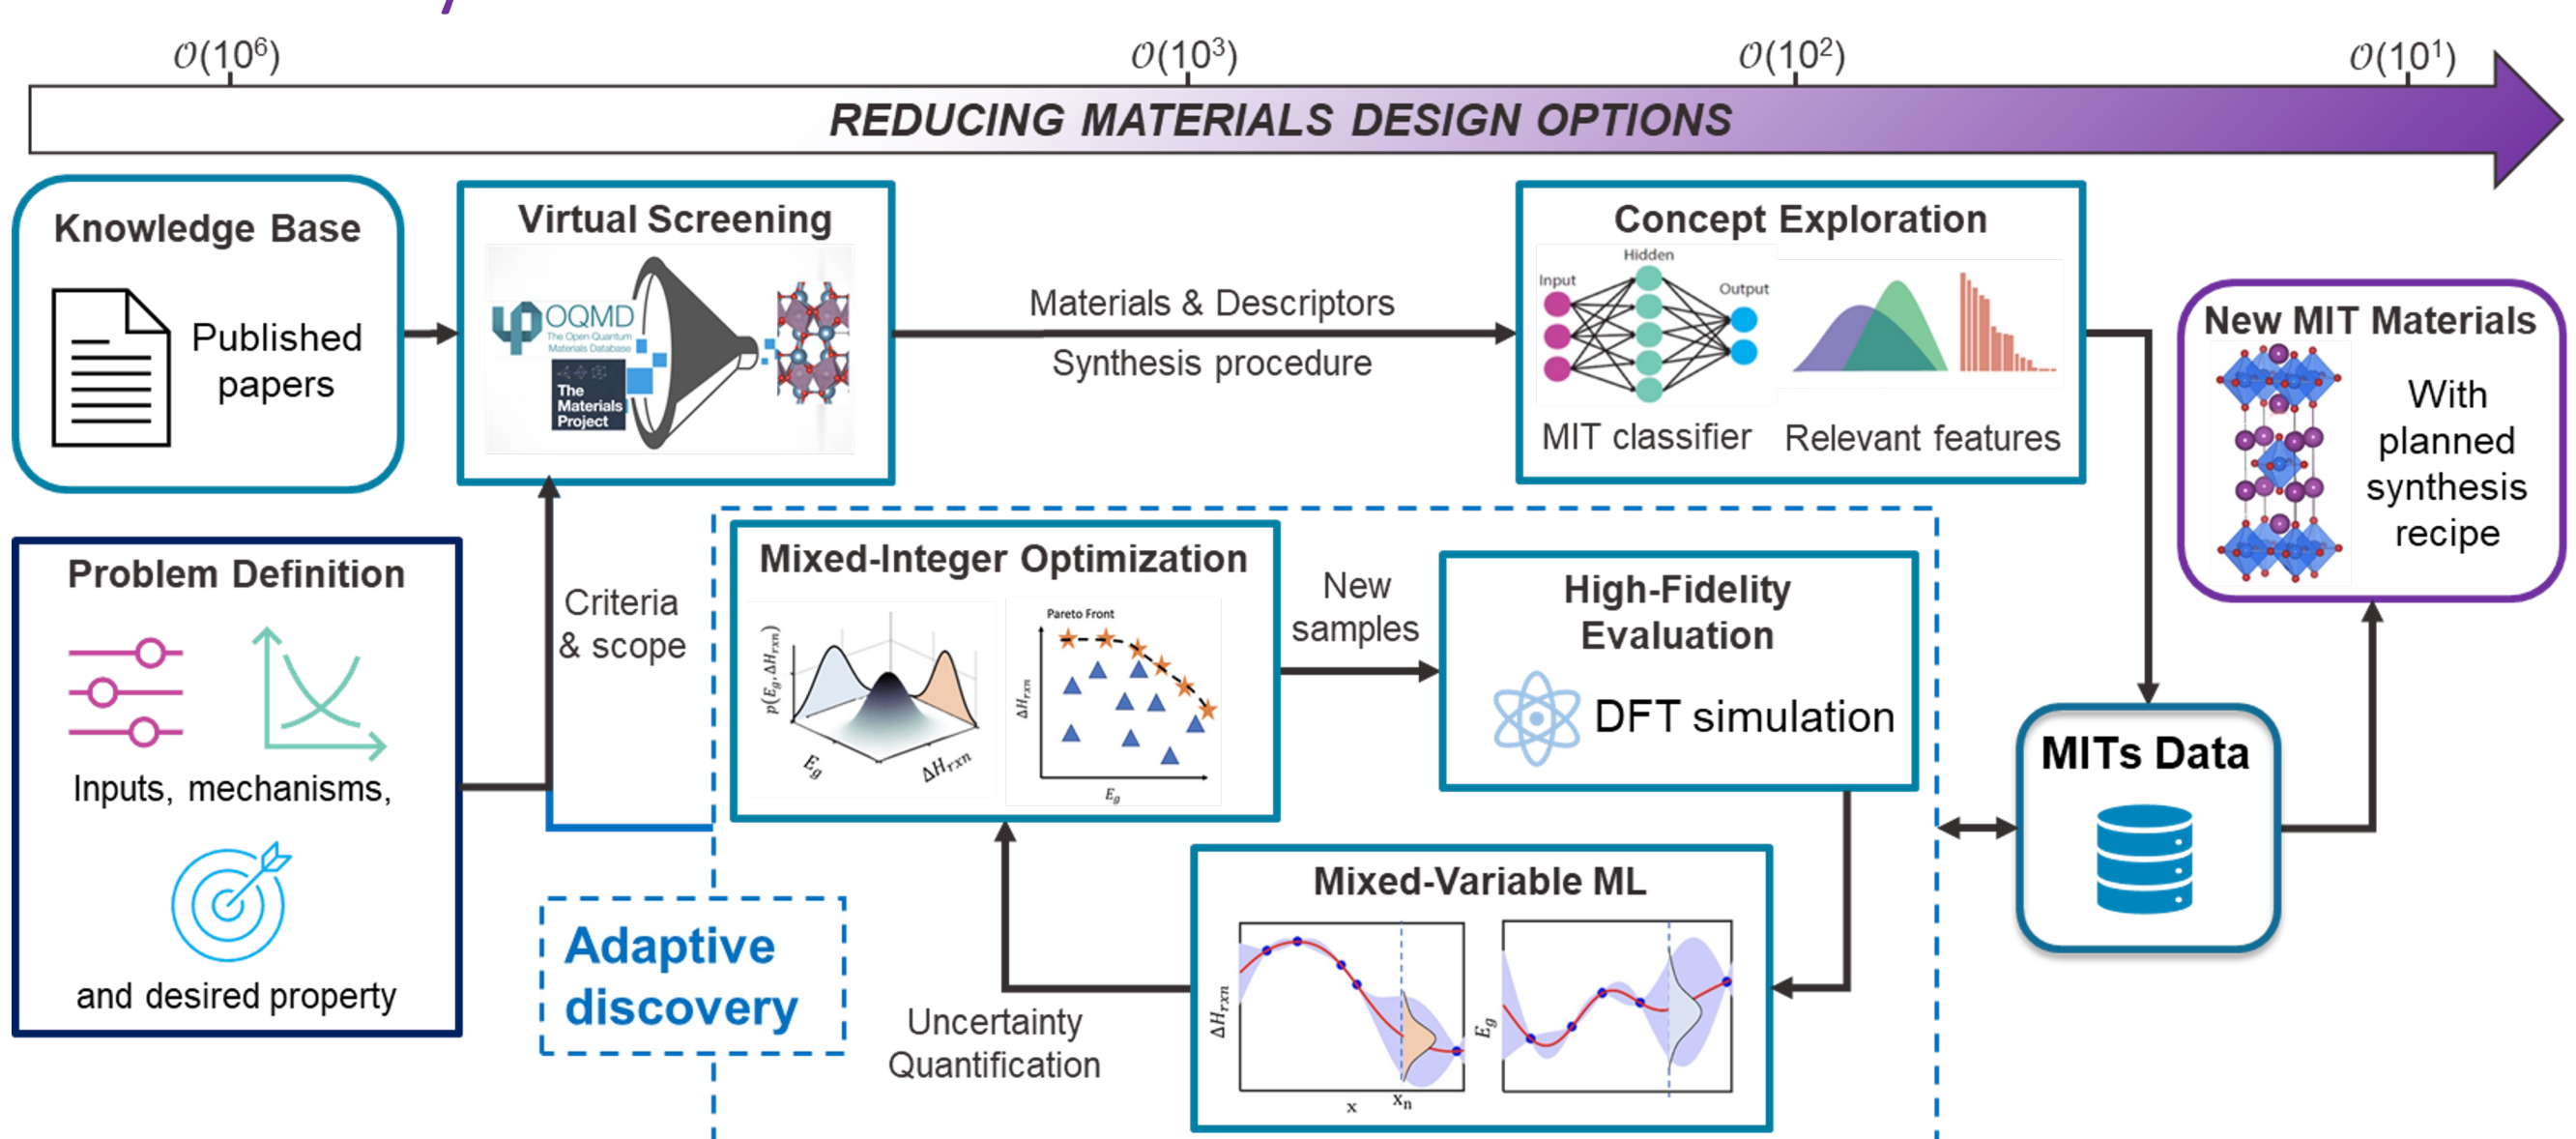 𝒪(10⁶)
𝒪(10³)
𝒪(10²)
𝒪(10¹)
REDUCING MATERIALS DESIGN OPTIONS
Knowledge Base
Published
papers
Virtual Screening
OQMD
The Open Quantum
Materials Database
The
Materials
Project
Materials & Descriptors
Synthesis procedure
Concept Exploration
Input
Hidden
Output
MIT classifier
Relevant features
New MIT Materials
With
planned
synthesis
recipe
Problem Definition
Inputs, mechanisms,
and desired property
Criteria
& scope
Mixed-Integer Optimization
p(E_g, ΔH_rxn)
E_g
ΔH_rxn
Pareto Front
ΔH_rxn
E_g
New
samples
High-Fidelity
Evaluation
DFT simulation
MITs Data
Adaptive
discovery
Uncertainty
Quantification
Mixed-Variable ML
ΔH_rxn
x
x_n
E_g